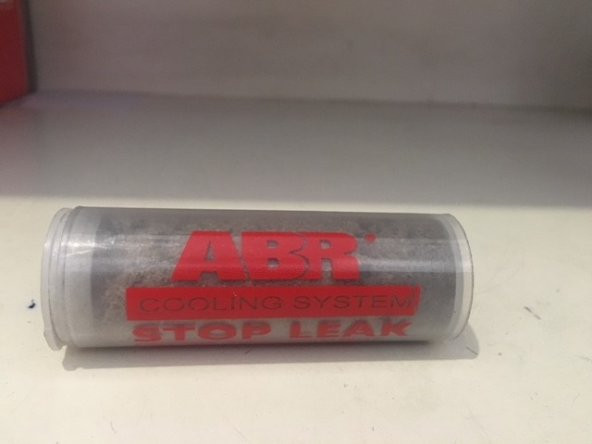 ABR®
COOLING SYSTEM
STOP LEAK